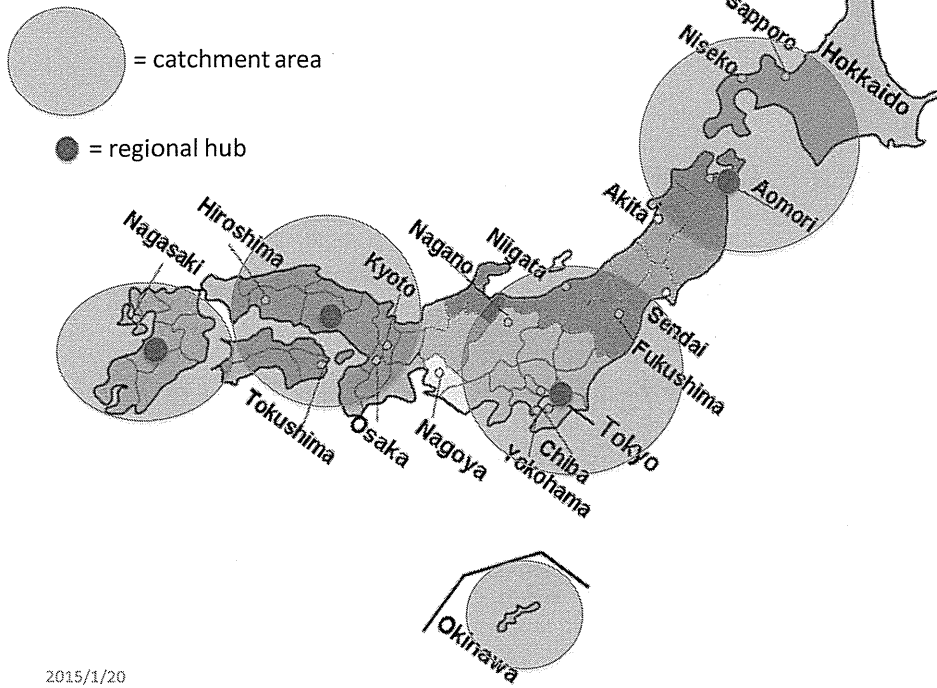 = catchment area
= regional hub
Sapporo
Niseko
Hokkaido
Aomori
Akita
Hiroshima
Nagasaki
Kyoto
Nagano
Niigata
Sendai
Fukushima
Tokushima
Osaka
Nagoya
Tokyo
Chiba
Yokohama
Okinawa
2015/1/20